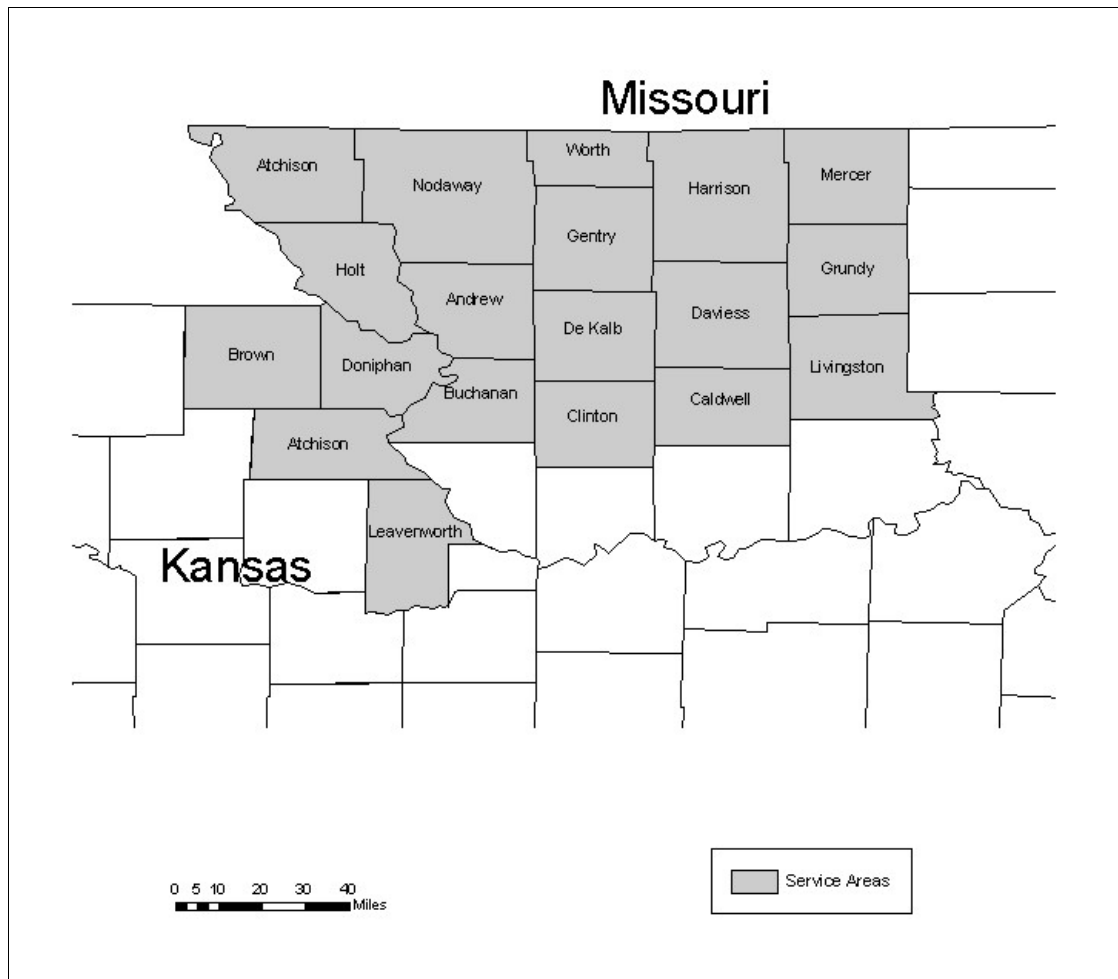 Missouri
Atchison
Nodaway
Worth
Harrison
Mercer
Gentry
Holt
Grundy
Andrew
De Kalb
Daviess
Brown
Doniphan
Buchanan
Livingston
Clinton
Caldwell
Atchison
Leavenworth
Kansas
0 5 10 20 30 40
Miles
Service Areas